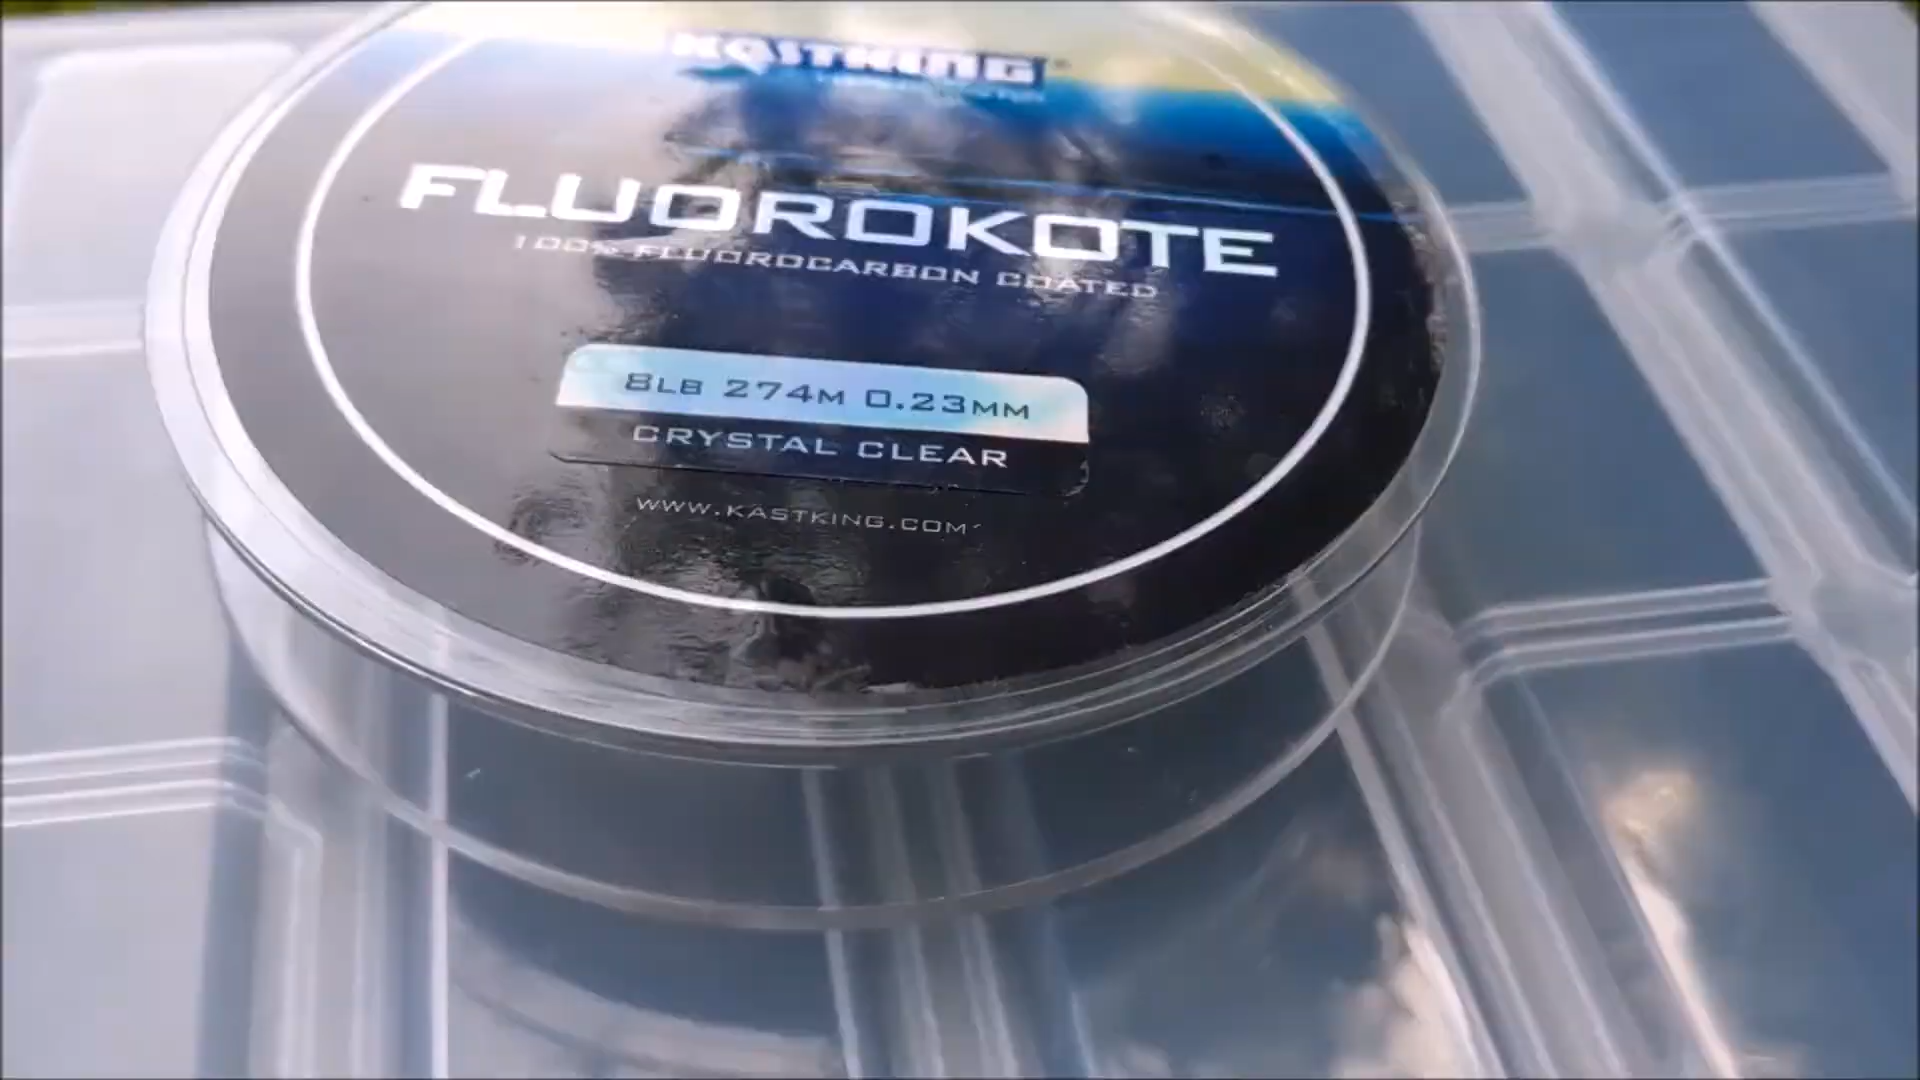 KASTKING
FLUOROKOTE
100% FLUOROCARBON COATED
8LB 274M 0.23MM
CRYSTAL CLEAR
WWW.KASTKING.COM